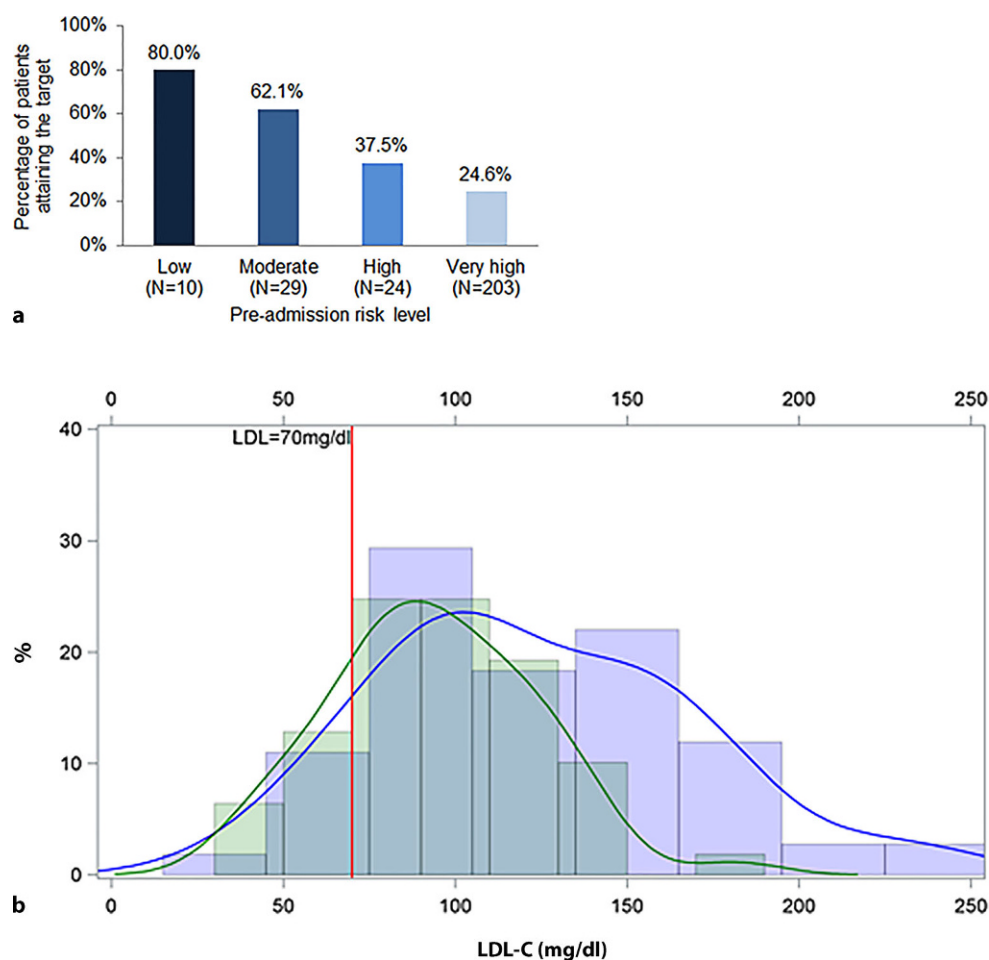 100%
80%
60%
40%
20%
0%
Percentage of patients
attaining the target
80.0%
62.1%
37.5%
24.6%
Low
(N=10)
Moderate
(N=29)
High
(N=24)
Very high
(N=203)
Pre-admission risk level
a
0 50 100 150 200 250
LDL=70mg/dl
40
30
20
10
0
%
0 50 100 150 200 250
b
LDL-C (mg/dl)